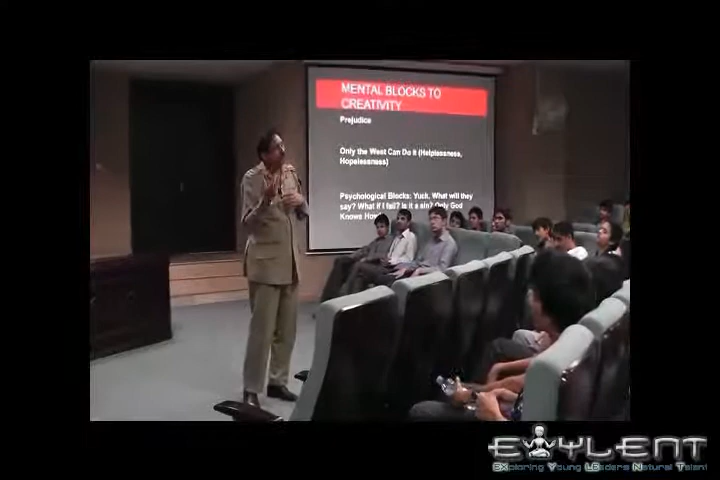 MENTAL BLOCKS TO
CREATIVITY
Prejudice
Only the West Can Do It (Helplessness,
Hopelessness)
Psychological Blocks: Yuck, What will they
say? What if I fail? Is it a sin? Only God
Knows How
EXYLENT
EXploring Young LEaders Natural Talent